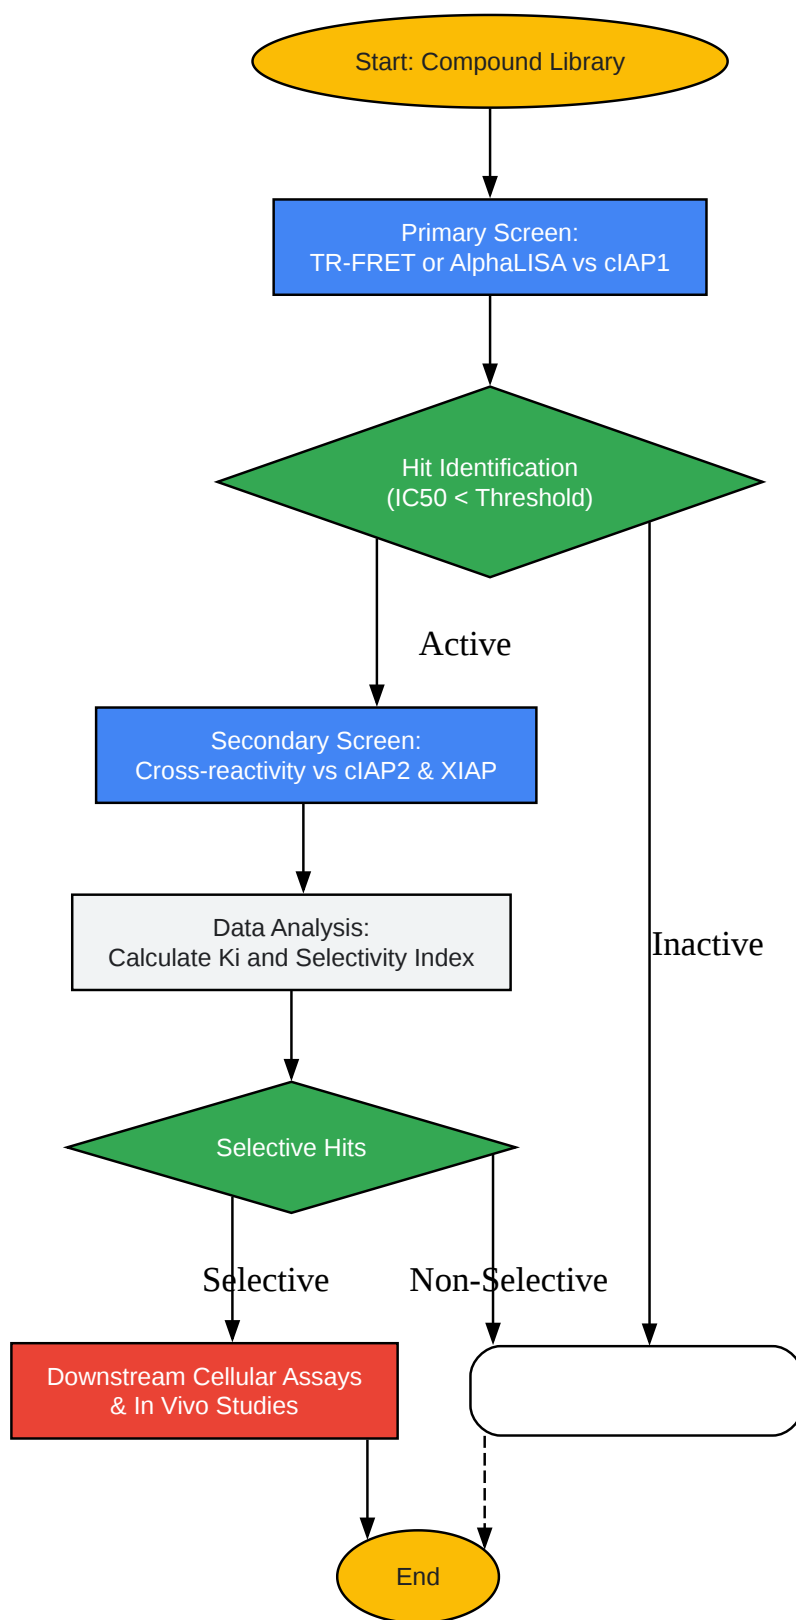 Start: Compound Library
Primary Screen:
TR-FRET or AlphaLISA vs cIAP1
Hit Identification
(IC50 < Threshold)
Active
Secondary Screen:
Cross-reactivity vs cIAP2 & XIAP
Data Analysis:
Calculate Ki and Selectivity Index
Inactive
Selective Hits
Selective
Non-Selective
Downstream Cellular Assays
& In Vivo Studies
End